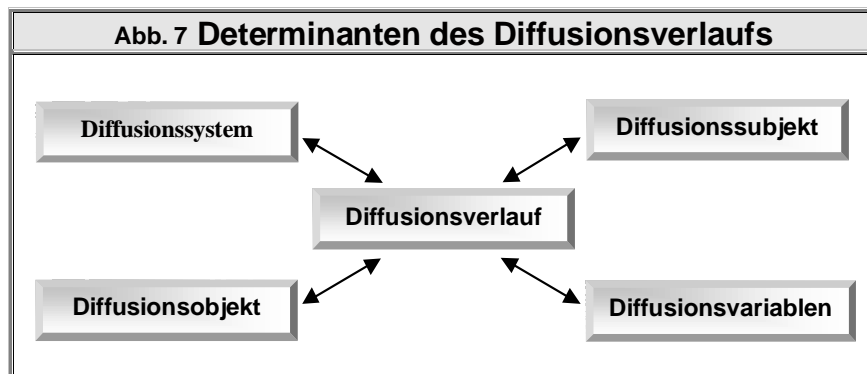 Abb. 7 Determinanten des Diffusionsverlaufs
Diffusionssystem
Diffusionssubjekt
Diffusionsverlauf
Diffusionsobjekt
Diffusionsvariablen